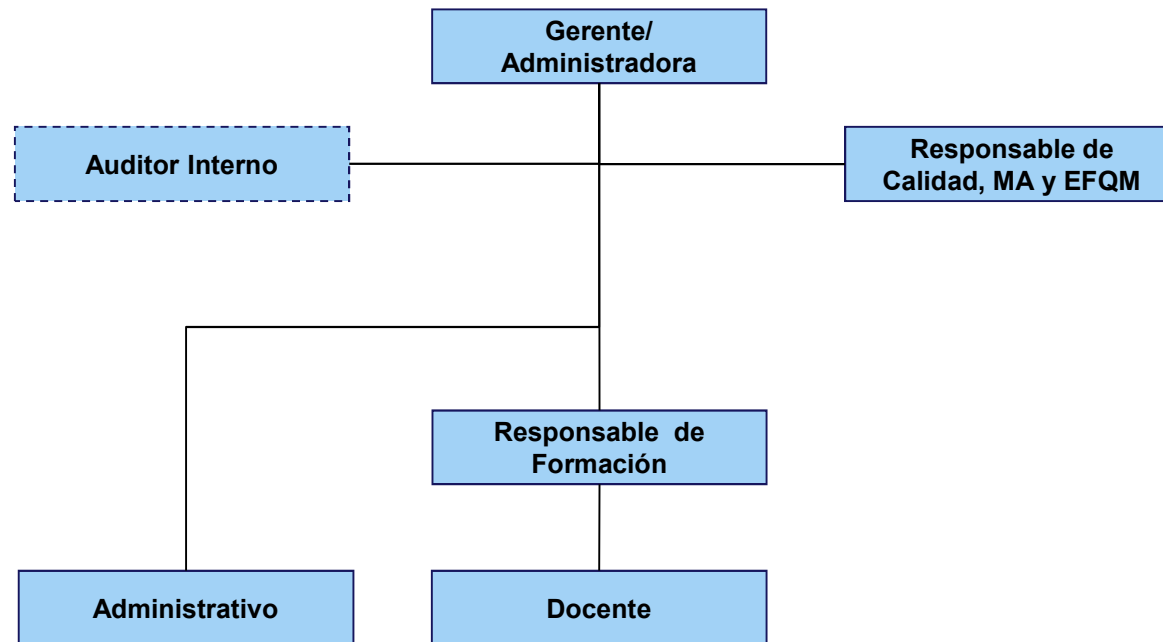 Gerente/
Administradora
Auditor Interno
Responsable de
Calidad, MA y EFQM
Responsable de
Formación
Administrativo
Docente